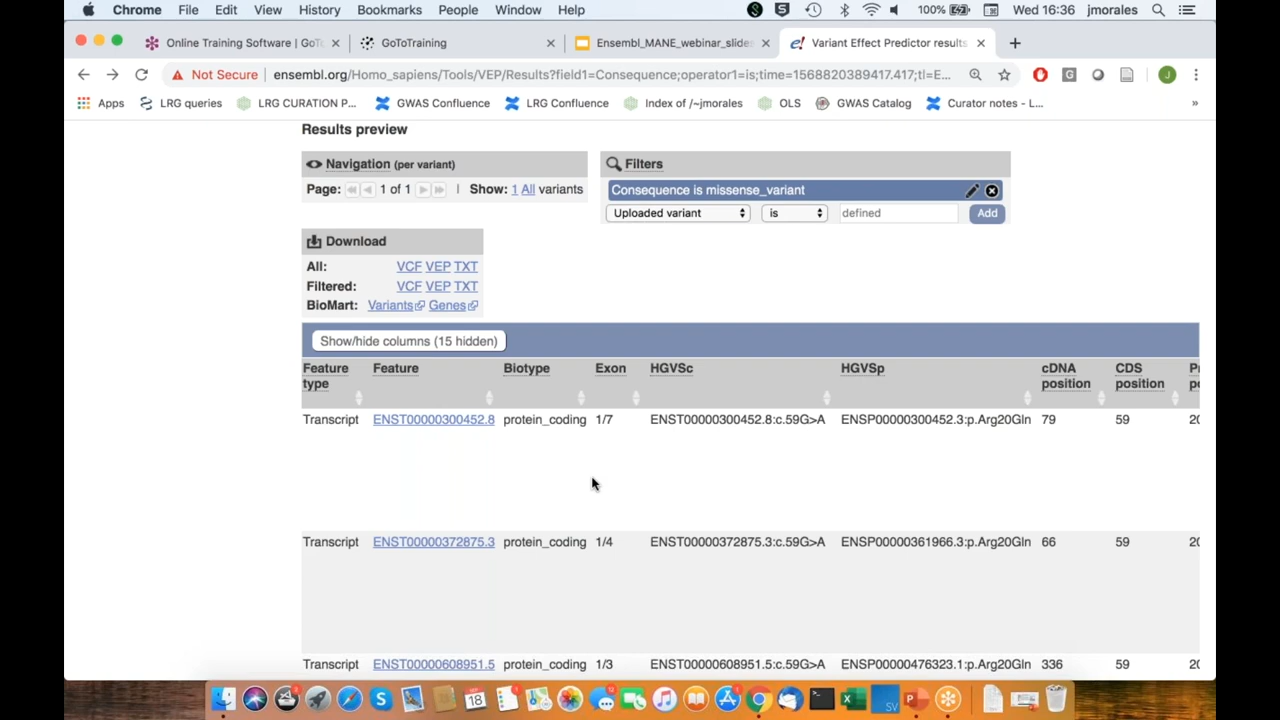 Chrome File Edit View History Bookmarks People Window Help 100% Wed 16:36 jmorales
Online Training Software | GoTo × GoToTraining × Ensembl_MANE_webinar_slides × e! Variant Effect Predictor results ×
Not Secure | ensembl.org/Homo_sapiens/Tools/VEP/Results?field1=Consequence;operator1=is;time=1568820389417.417;tl=E...
Apps LRG queries LRG CURATION P... GWAS Confluence LRG Confluence Index of /~jmorales OLS GWAS Catalog Curator notes - L... »
Results preview
Navigation (per variant)
Page: 1 of 1 | Show: 1 All variants
Filters
Consequence is missense_variant
Uploaded variant is defined Add
Download
All: VCF VEP TXT
Filtered: VCF VEP TXT
BioMart: Variants Genes
Show/hide columns (15 hidden)
Feature type Feature Biotype Exon HGVSc HGVSp cDNA position CDS position
Transcript ENST00000300452.8 protein_coding 1/7 ENST00000300452.8:c.59G>A ENSP00000300452.3:p.Arg20Gln 79 59 20
Transcript ENST00000372875.3 protein_coding 1/4 ENST00000372875.3:c.59G>A ENSP00000361966.3:p.Arg20Gln 66 59 20
Transcript ENST00000608951.5 protein_coding 1/3 ENST00000608951.5:c.59G>A ENSP00000476323.1:p.Arg20Gln 336 59 20
18
SV